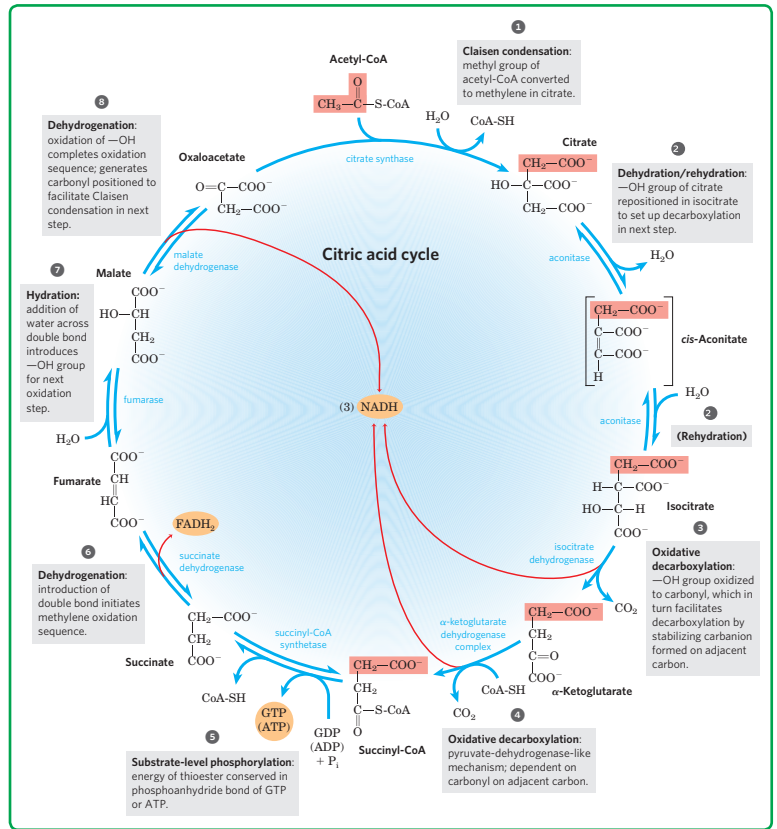 1
Acetyl-CoA
O
CH₃—C—S-CoA
Claisen condensation:
methyl group of
acetyl-CoA converted
to methylene in citrate.
H₂O
CoA-SH
citrate synthase
8
Dehydrogenation:
oxidation of —OH
completes oxidation
sequence; generates
carbonyl positioned to
facilitate Claisen
condensation in next
step.
Oxaloacetate
O=C—COO⁻
CH₂—COO⁻
Citrate
CH₂—COO⁻
HO—C—COO⁻
CH₂—COO⁻
2
Dehydration/rehydration:
—OH group of citrate
repositioned in isocitrate
to set up decarboxylation
in next step.
aconitase
H₂O
Citric acid cycle
malate
dehydrogenase
7
Hydration:
addition of
water across
double bond
introduces
—OH group
for next
oxidation
step.
Malate
COO⁻
HO—CH
CH₂
COO⁻
CH₂—COO⁻
C—COO⁻
C—COO⁻
H
cis-Aconitate
fumarase
H₂O
(3) NADH
aconitase
H₂O
2
(Rehydration)
Fumarate
COO⁻
CH
HC
COO⁻
CH₂—COO⁻
H—C—COO⁻
HO—C—H
COO⁻
Isocitrate
FADH₂
succinate
dehydrogenase
6
Dehydrogenation:
introduction of
double bond initiates
methylene oxidation
sequence.
isocitrate
dehydrogenase
3
Oxidative
decarboxylation:
—OH group oxidized
to carbonyl, which in
turn facilitates
decarboxylation by
stabilizing carbanion
formed on adjacent
carbon.
CO₂
CH₂—COO⁻
CH₂
COO⁻
Succinate
succinyl-CoA
synthetase
α-ketoglutarate
dehydrogenase
complex
CH₂—COO⁻
CH₂
C=O
COO⁻
α-Ketoglutarate
CoA-SH
CO₂
CH₂—COO⁻
CH₂
C—S-CoA
O
Succinyl-CoA
CoA-SH
GTP
(ATP)
GDP
(ADP)
+ Pᵢ
5
Substrate-level phosphorylation:
energy of thioester conserved in
phosphoanhydride bond of GTP
or ATP.
4
Oxidative decarboxylation:
pyruvate-dehydrogenase-like
mechanism; dependent on
carbonyl on adjacent carbon.